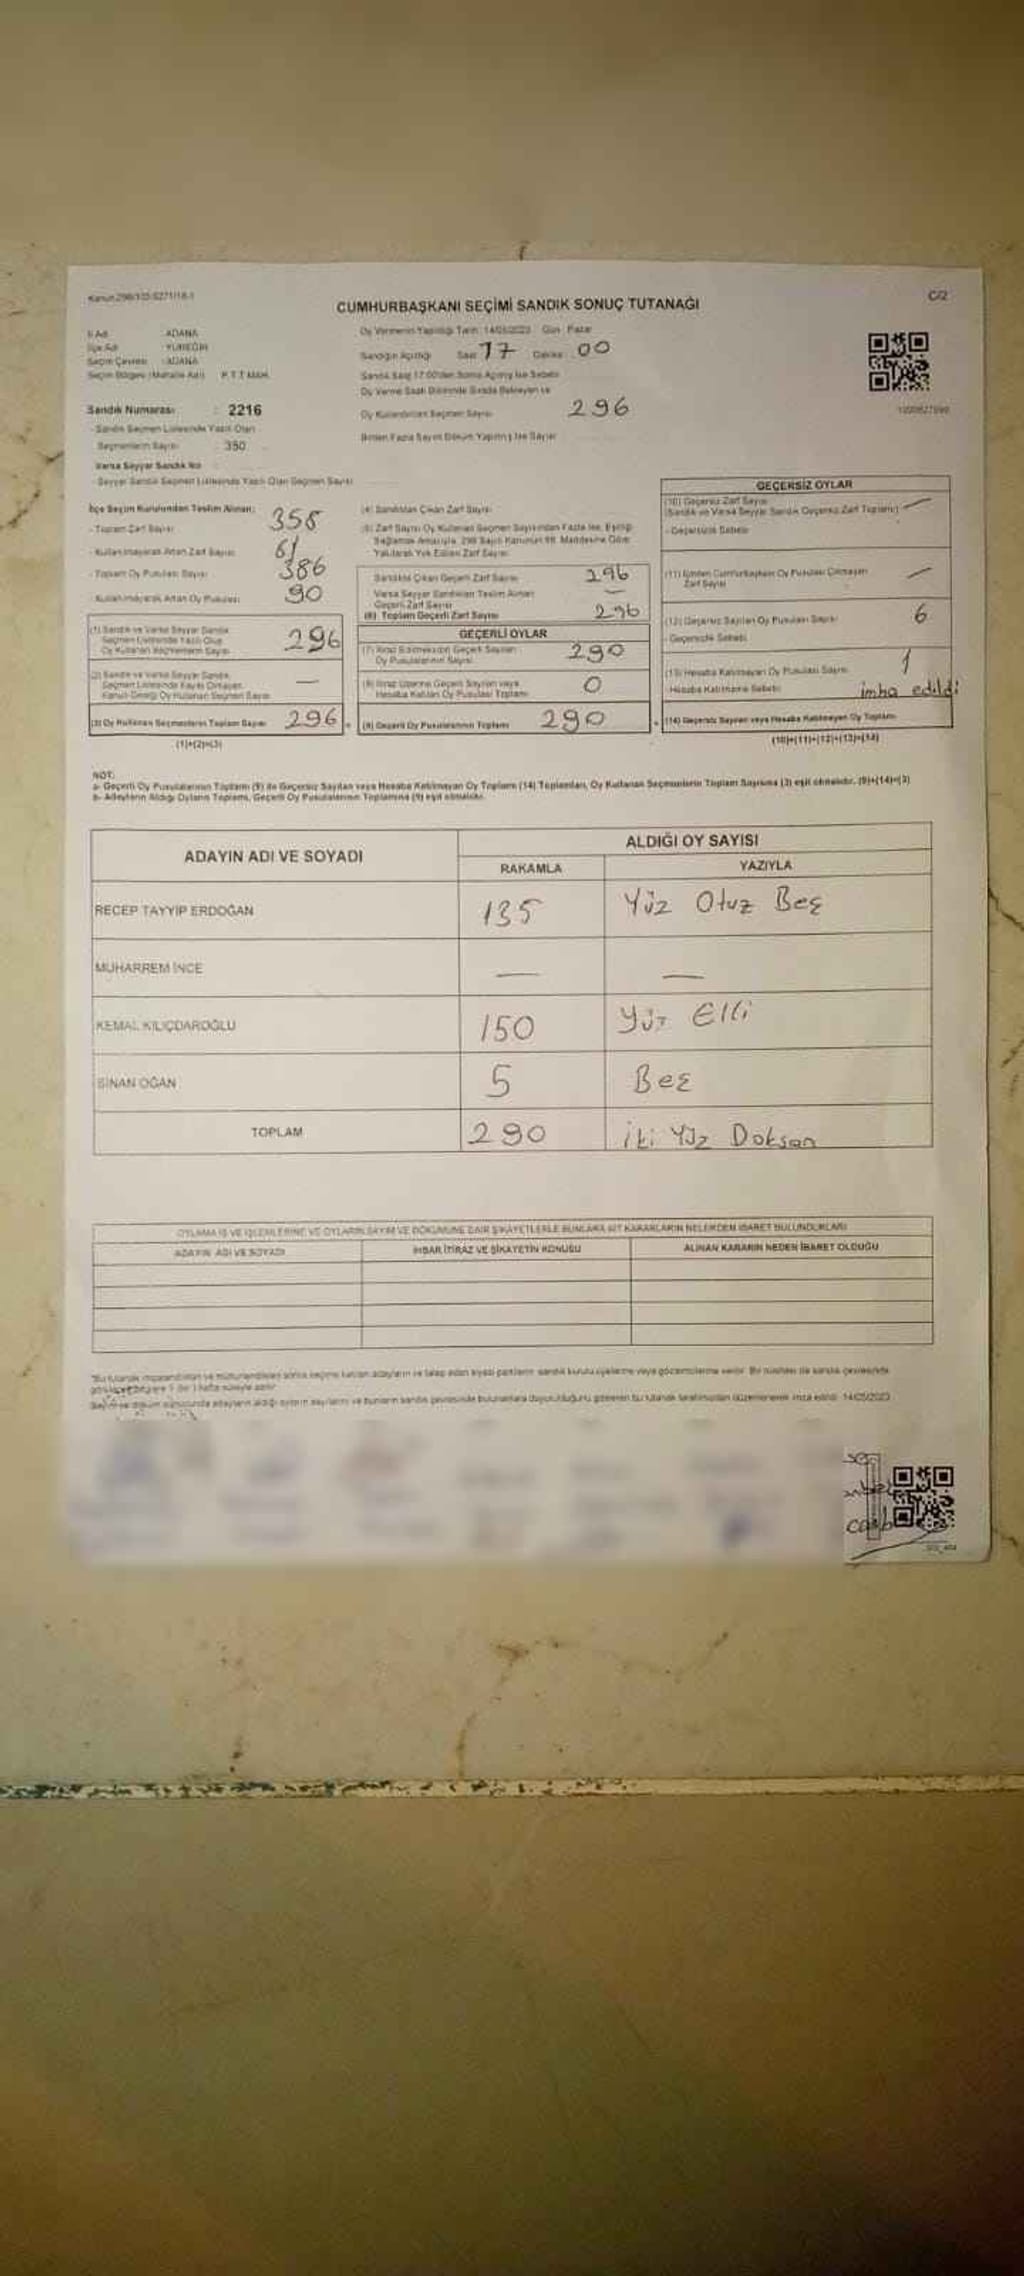 Kanun:298/105-6271/18-1
C/2
CUMHURBAŞKANI SEÇİMİ SANDIK SONUÇ TUTANAĞI
İl Adı : ADANA
İlçe Adı : YÜREĞİR
Seçim Çevresi : ADANA
Seçim Bölgesi (Mahalle Adı) : P.T.T MAH.
Sandık Numarası : 2216
- Sandık Seçmen Listesinde Yazılı Olan
Seçmenlerin Sayısı : 350
Varsa Seyyar Sandık No
- Seyyar Sandık Seçmen Listesinde Yazılı Olan Seçmen Sayısı
Oy Vermenin Yapıldığı Tarih: 14/05/2023 Gün: Pazar
Sandığın Açıldığı Saat 17 Dakika 00
Sandık Saat 17:00'den Sonra Açılmış İse Sebebi
Oy Verme Saati Bitiminde Sırada Bekleyen ve
Oy Kullandırılan Seçmen Sayısı 296
Birden Fazla Sayım Döküm Yapılmış İse Sayısı
İlçe Seçim Kurulundan Teslim Alınan;
- Toplam Zarf Sayısı 358
- Kullanılmayarak Artan Zarf Sayısı 61
- Toplam Oy Pusulası Sayısı 386
- Kullanılmayarak Artan Oy Pusulası 90
(1) Sandık ve Varsa Seyyar Sandık
Seçmen Listesinde Yazılı Olup
Oy Kullanan Seçmenlerin Sayısı 296
(2) Sandık ve Varsa Seyyar Sandık
Seçmen Listesinde Kaydı Olmayan
Kanun Gereği Oy Kullanan Seçmen Sayısı —
(3) Oy Kullanan Seçmenlerin Toplam Sayısı 296
(1)+(2)=(3)
(4) Sandıktan Çıkan Zarf Sayısı
(5) Zarf Sayısı Oy Kullanan Seçmen Sayısından Fazla İse, Eşitliği
Sağlamak Amacıyla, 298 Sayılı Kanunun 98. Maddesine Göre
Yakılarak Yok Edilen Zarf Sayısı
Sandıkta Çıkan Geçerli Zarf Sayısı 296
Varsa Seyyar Sandıktan Teslim Alınan
Geçerli Zarf Sayısı —
(6) Toplam Geçerli Zarf Sayısı 296
GEÇERLİ OYLAR
(7) İtiraz Edilmeksizin Geçerli Sayılan
Oy Pusulalarının Sayısı 290
(8) İtiraz Üzerine Geçerli Sayılan veya
Hesaba Katılan Oy Pusulası Toplamı 0
(9) Geçerli Oy Pusulalarının Toplamı 290
GEÇERSİZ OYLAR
(10) Geçersiz Zarf Sayısı
(Sandık ve Varsa Seyyar Sandık Geçersiz Zarf Toplamı) —
- Geçersizlik Sebebi
(11) İçinden Cumhurbaşkanı Oy Pusulası Çıkmayan
Zarf Sayısı —
(12) Geçersiz Sayılan Oy Pusulası Sayısı 6
- Geçersizlik Sebebi
(13) Hesaba Katılmayan Oy Pusulası Sayısı 1
- Hesaba Katılmama Sebebi imha edildi
(14) Geçersiz Sayılan veya Hesaba Katılmayan Oy Toplamı
(10)+(11)+(12)+(13)=(14)
NOT:
a- Geçerli Oy Pusulalarının Toplamı (9) ile Geçersiz Sayılan veya Hesaba Katılmayan Oy Toplamı (14) Toplamları, Oy Kullanan Seçmenlerin Toplam Sayısına (3) eşit olmalıdır. (9)+(14)=(3)
b- Adayların Aldığı Oyların Toplamı, Geçerli Oy Pusulalarının Toplamına (9) eşit olmalıdır.
ADAYIN ADI VE SOYADI
ALDIĞI OY SAYISI
RAKAMLA YAZIYLA
RECEP TAYYİP ERDOĞAN 135 Yüz Otuz Beş
MUHARREM İNCE — —
KEMAL KILIÇDAROĞLU 150 Yüz Elli
SİNAN OĞAN 5 Beş
TOPLAM 290 İki Yüz Doksan
OYLAMA İŞ VE İŞLEMLERİNE VE OYLARIN SAYIM VE DÖKÜMÜNE DAİR ŞİKAYETLERLE BUNLARA AİT KARARLARIN NELERDEN İBARET BULUNDUKLARI
ADAYIN ADI VE SOYADI İHBAR İTİRAZ VE ŞİKAYETİN KONUSU ALINAN KARARIN NEDEN İBARET OLDUĞU